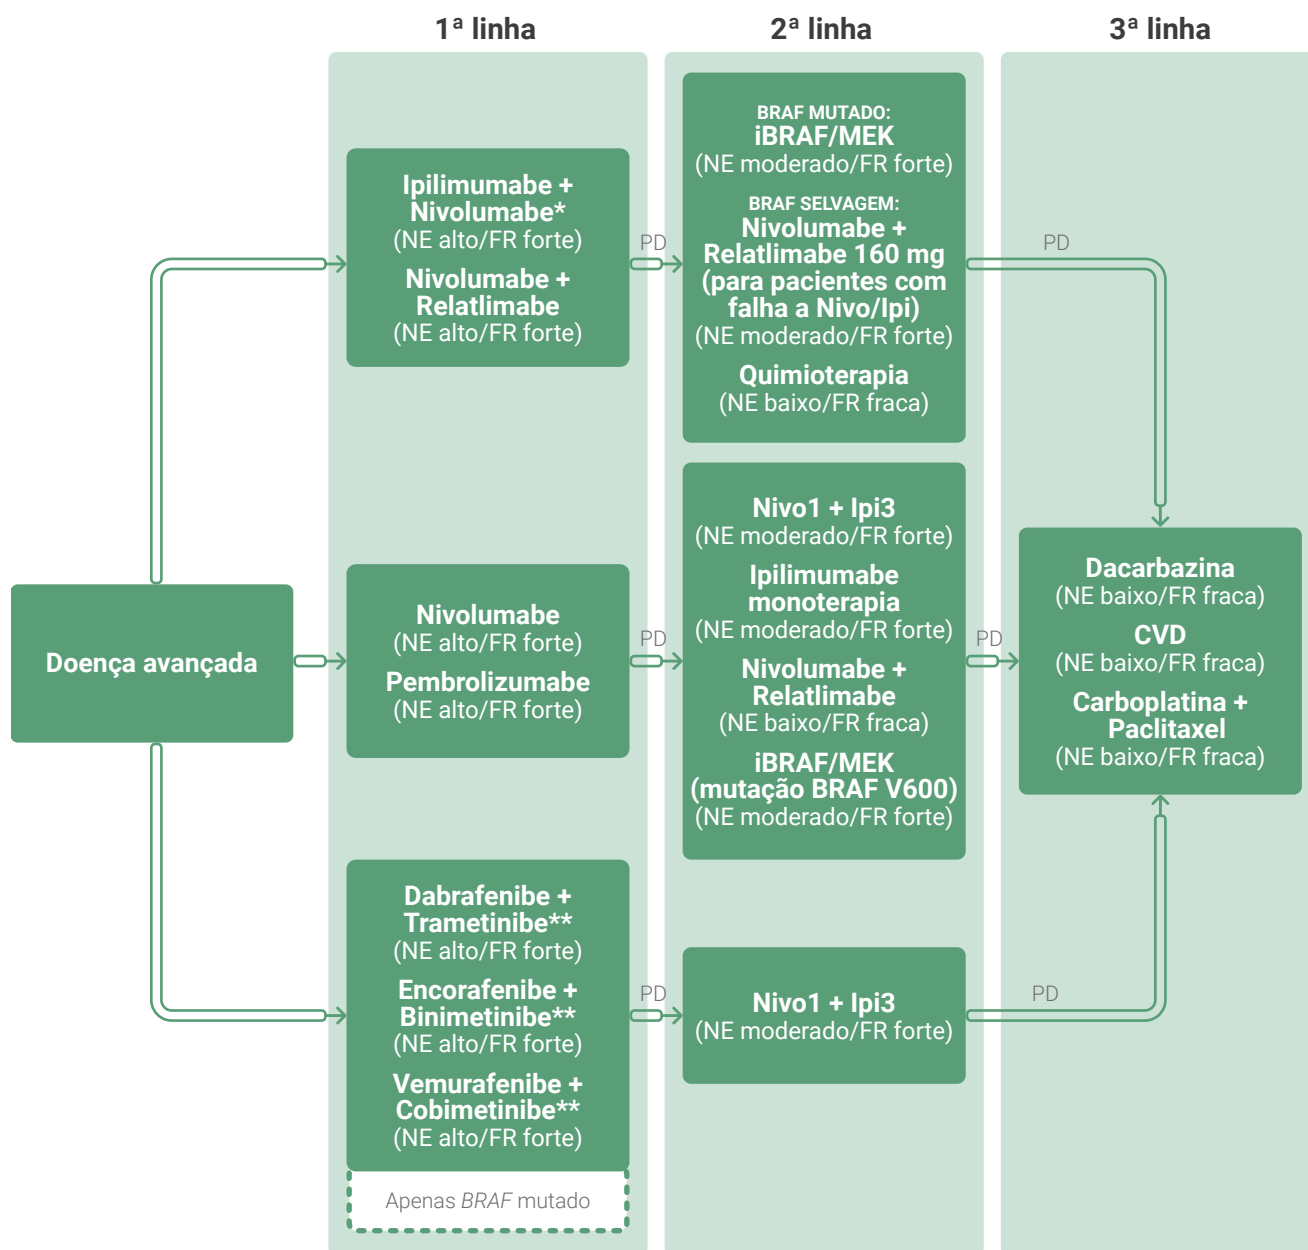 1ª linha
2ª linha
3ª linha
Doença avançada
Ipilimumabe +
Nivolumabe*
(NE alto/FR forte)
Nivolumabe +
Relatlimabe
(NE alto/FR forte)
PD
BRAF MUTADO:
iBRAF/MEK
(NE moderado/FR forte)
BRAF SELVAGEM:
Nivolumabe +
Relatlimabe 160 mg
(para pacientes com
falha a Nivo/Ipi)
(NE moderado/FR forte)
Quimioterapia
(NE baixo/FR fraca)
PD
Nivolumabe
(NE alto/FR forte)
Pembrolizumabe
(NE alto/FR forte)
PD
Nivo1 + Ipi3
(NE moderado/FR forte)
Ipilimumabe
monoterapia
(NE moderado/FR forte)
Nivolumabe +
Relatlimabe
(NE baixo/FR fraca)
iBRAF/MEK
(mutação BRAF V600)
(NE moderado/FR forte)
PD
Dacarbazina
(NE baixo/FR fraca)
CVD
(NE baixo/FR fraca)
Carboplatina +
Paclitaxel
(NE baixo/FR fraca)
Dabrafenibe +
Trametinibe**
(NE alto/FR forte)
Encorafenibe +
Binimetinibe**
(NE alto/FR forte)
Vemurafenibe +
Cobimetinibe**
(NE alto/FR forte)
Apenas BRAF mutado
PD
Nivo1 + Ipi3
(NE moderado/FR forte)
PD